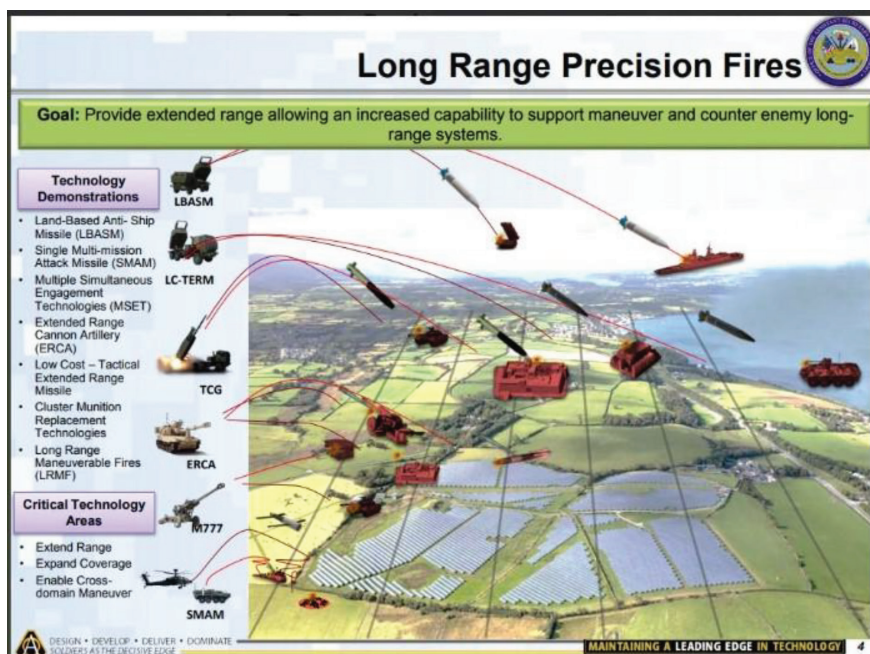 Long Range Precision Fires
Goal: Provide extended range allowing an increased capability to support maneuver and counter enemy long-
range systems.
Technology
Demonstrations
• Land-Based Anti- Ship
Missile (LBASM)
• Single Multi-mission
Attack Missile (SMAM)
• Multiple Simultaneous
Engagement
Technologies (MSET)
• Extended Range
Cannon Artillery
(ERCA)
• Low Cost – Tactical
Extended Range
Missile
• Cluster Munition
Replacement
Technologies
• Long Range
Maneuverable Fires
(LRMF)
Critical Technology
Areas
• Extend Range
• Expand Coverage
• Enable Cross-
domain Maneuver
LBASM
LC-TERM
TCG
ERCA
M777
SMAM
DESIGN • DEVELOP • DELIVER • DOMINATE
SOLDIERS AS THE DECISIVE EDGE
MAINTAINING A LEADING EDGE IN TECHNOLOGY
4